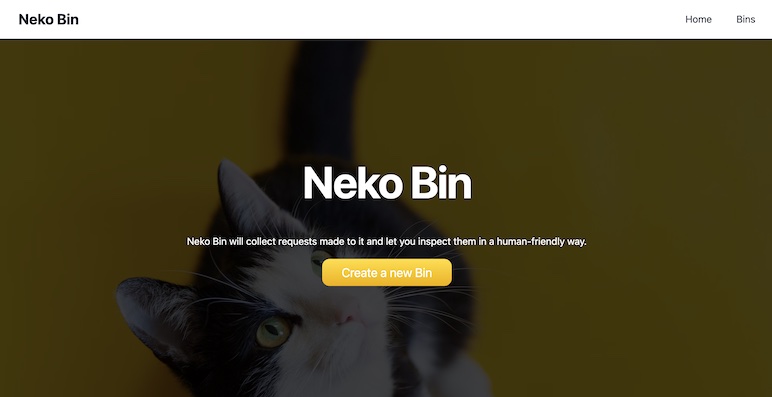 Neko Bin
Home
Bins
Neko Bin
Neko Bin will collect requests made to it and let you inspect them in a human-friendly way.
Create a new Bin